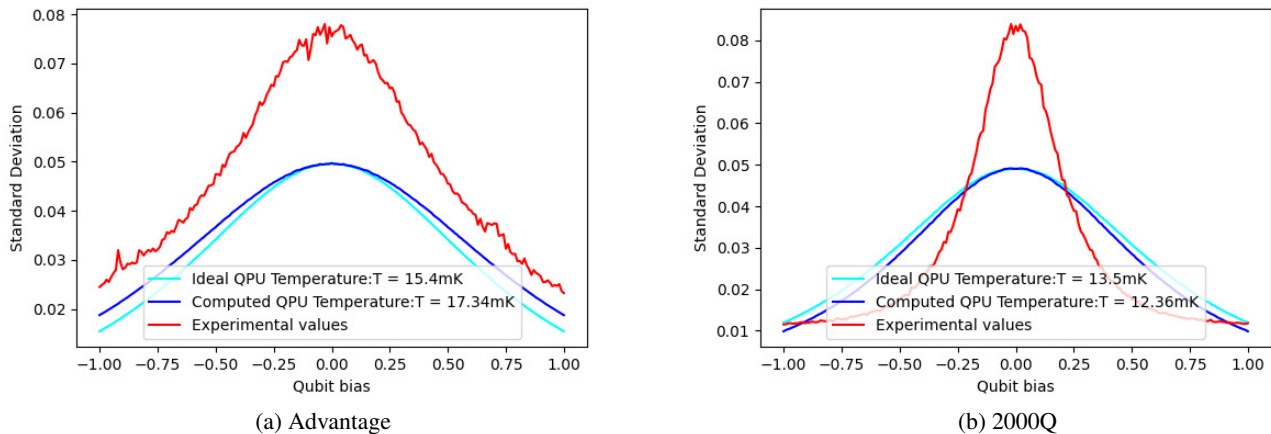 0.08
0.07
0.06
0.05
0.04
0.03
0.02
Standard Deviation
Ideal QPU Temperature:T = 15.4mK
Computed QPU Temperature:T = 17.34mK
Experimental values
−1.00 −0.75 −0.50 −0.25 0.00 0.25 0.50 0.75 1.00
Qubit bias
(a) Advantage
0.08
0.07
0.06
0.05
0.04
0.03
0.02
0.01
Standard Deviation
Ideal QPU Temperature:T = 13.5mK
Computed QPU Temperature:T = 12.36mK
Experimental values
−1.00 −0.75 −0.50 −0.25 0.00 0.25 0.50 0.75 1.00
Qubit bias
(b) 2000Q